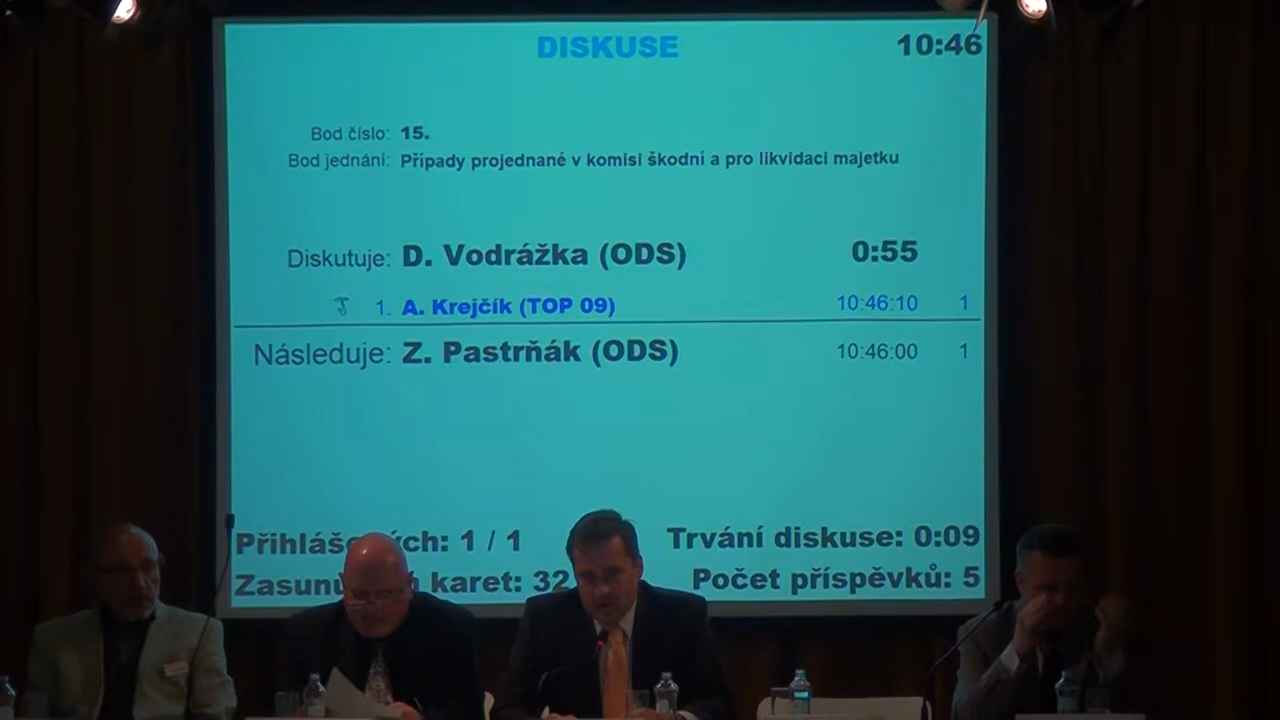 DISKUSE 10:46
Bod číslo: 15.
Bod jednání: Případy projednané v komisi škodní a pro likvidaci majetku
Diskutuje: D. Vodrážka (ODS) 0:55
1. A. Krejčík (TOP 09) 10:46:10 1
Následuje: Z. Pastrňák (ODS) 10:46:00 1
1 / 1 Trvání diskuse: 0:09
karet: 32 Počet příspěvků: 5